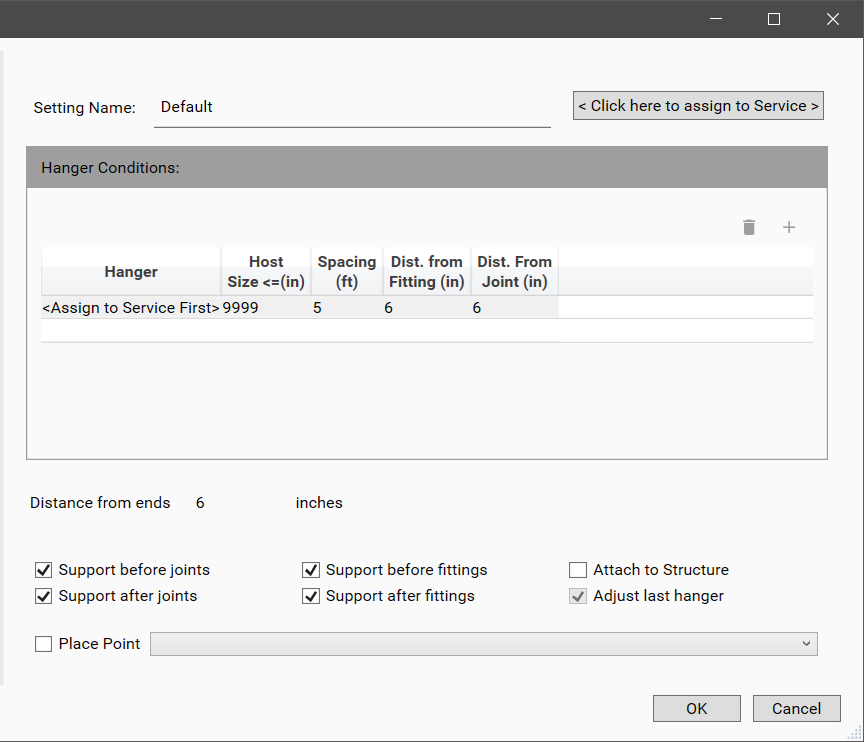 Setting Name: Default < Click here to assign to Service >
Hanger Conditions:
Hanger Host Size <=(in) Spacing (ft) Dist. from Fitting (in) Dist. From Joint (in)
<Assign to Service First> 9999 5 6 6
Distance from ends 6 inches
Support before joints Support before fittings Attach to Structure
Support after joints Support after fittings Adjust last hanger
Place Point
OK Cancel